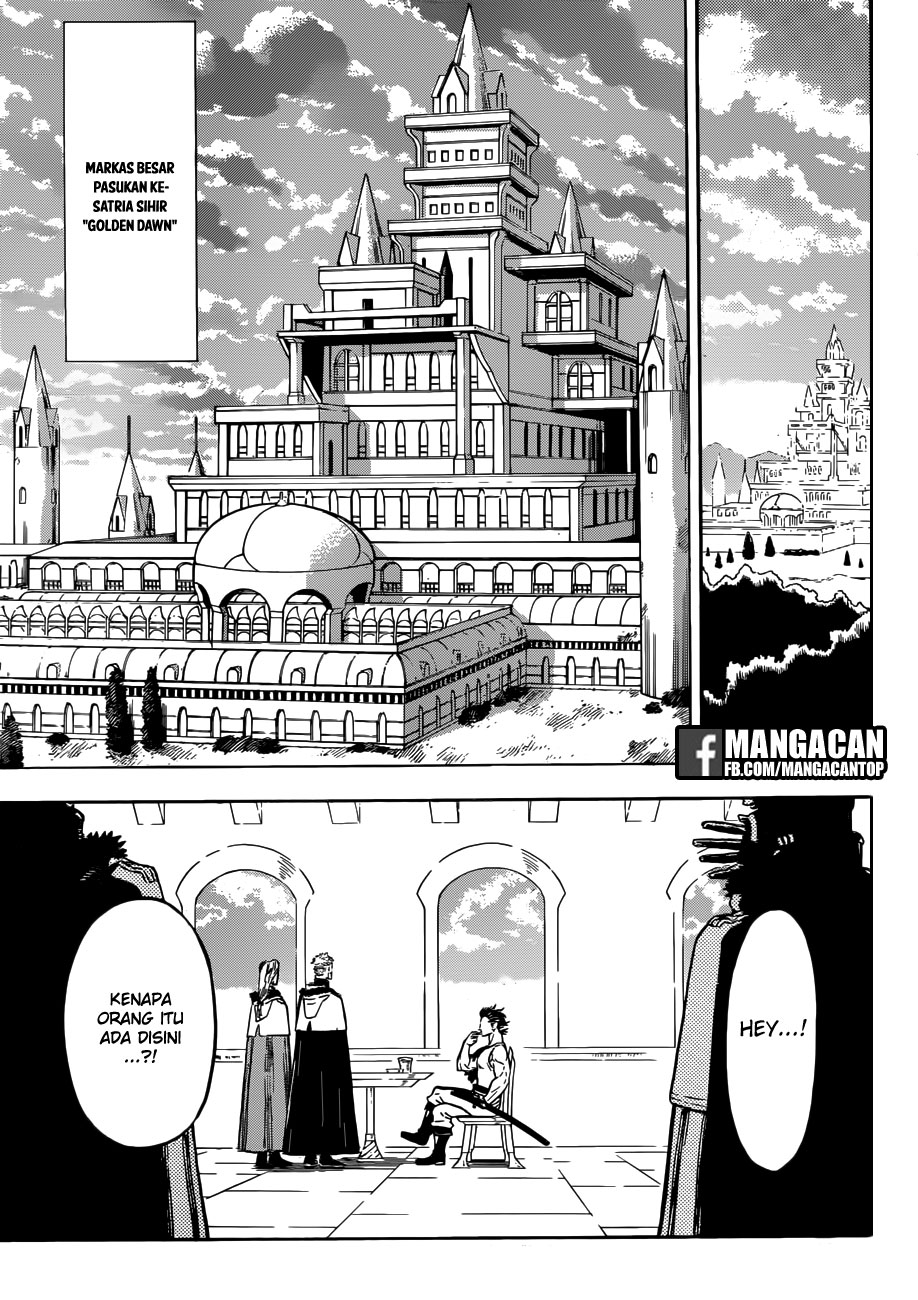 MARKAS BESAR
PASUKAN KE-
SATRIA SIHIR
"GOLDEN DAWN"
f MANGACAN
FB.COM/MANGACANTOP
HEY...!
KENAPA
ORANG ITU
ADA DISINI
...?!